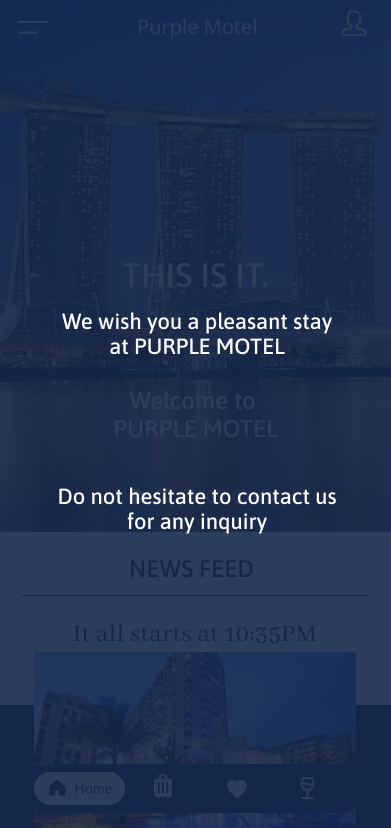 Purple Motel
THIS IS IT.
We wish you a pleasant stay
at PURPLE MOTEL
Welcome to
PURPLE MOTEL
Do not hesitate to contact us
for any inquiry
NEWS FEED
It all starts at 10:35PM
Home